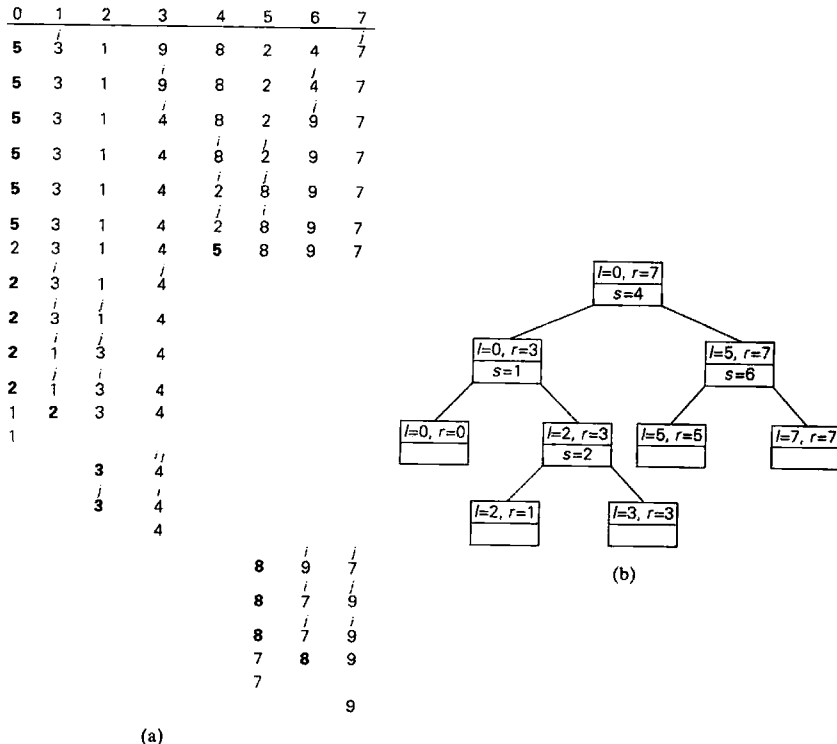 0 1 2 3 4 5 6 7
i j
5 3 1 9 8 2 4 7
i j
5 3 1 9 8 2 4 7
i j
5 3 1 4 8 2 9 7
i j
5 3 1 4 8 2 9 7
i j
5 3 1 4 2 8 9 7
j i
5 3 1 4 2 8 9 7
2 3 1 4 5 8 9 7
i j
2 3 1 4
i j
2 3 1 4
i j
2 1 3 4
j i
2 1 3 4
1 2 3 4
1
ij
3 4
j i
3 4
4
i j
8 9 7
i j
8 7 9
j i
8 7 9
7 8 9
7
9
(a)
l=0, r=7
s=4
l=0, r=3
s=1
l=5, r=7
s=6
l=0, r=0
l=2, r=3
s=2
l=5, r=5
l=7, r=7
l=2, r=1
l=3, r=3
(b)